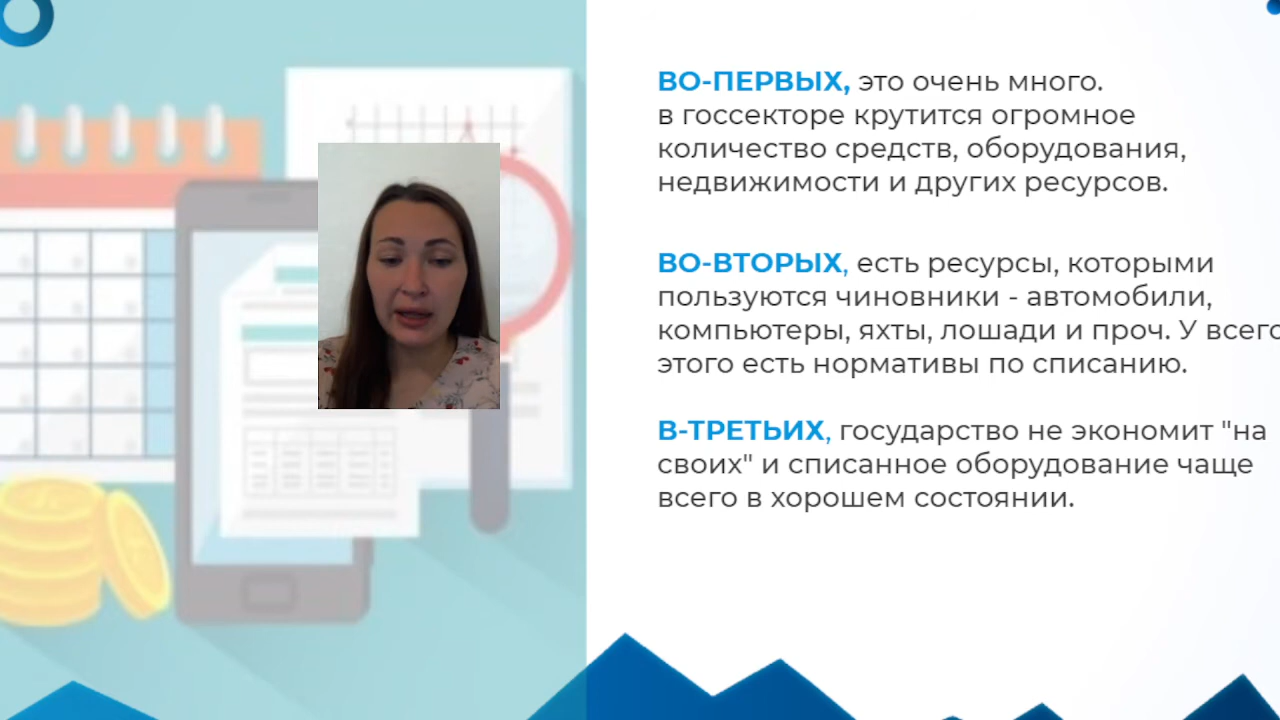 ВО-ПЕРВЫХ, это очень много.
в госсекторе крутится огромное
количество средств, оборудования,
недвижимости и других ресурсов.
ВО-ВТОРЫХ, есть ресурсы, которыми
пользуются чиновники - автомобили,
компьютеры, яхты, лошади и проч. У всего
этого есть нормативы по списанию.
В-ТРЕТЬИХ, государство не экономит "на
своих" и списанное оборудование чаще
всего в хорошем состоянии.